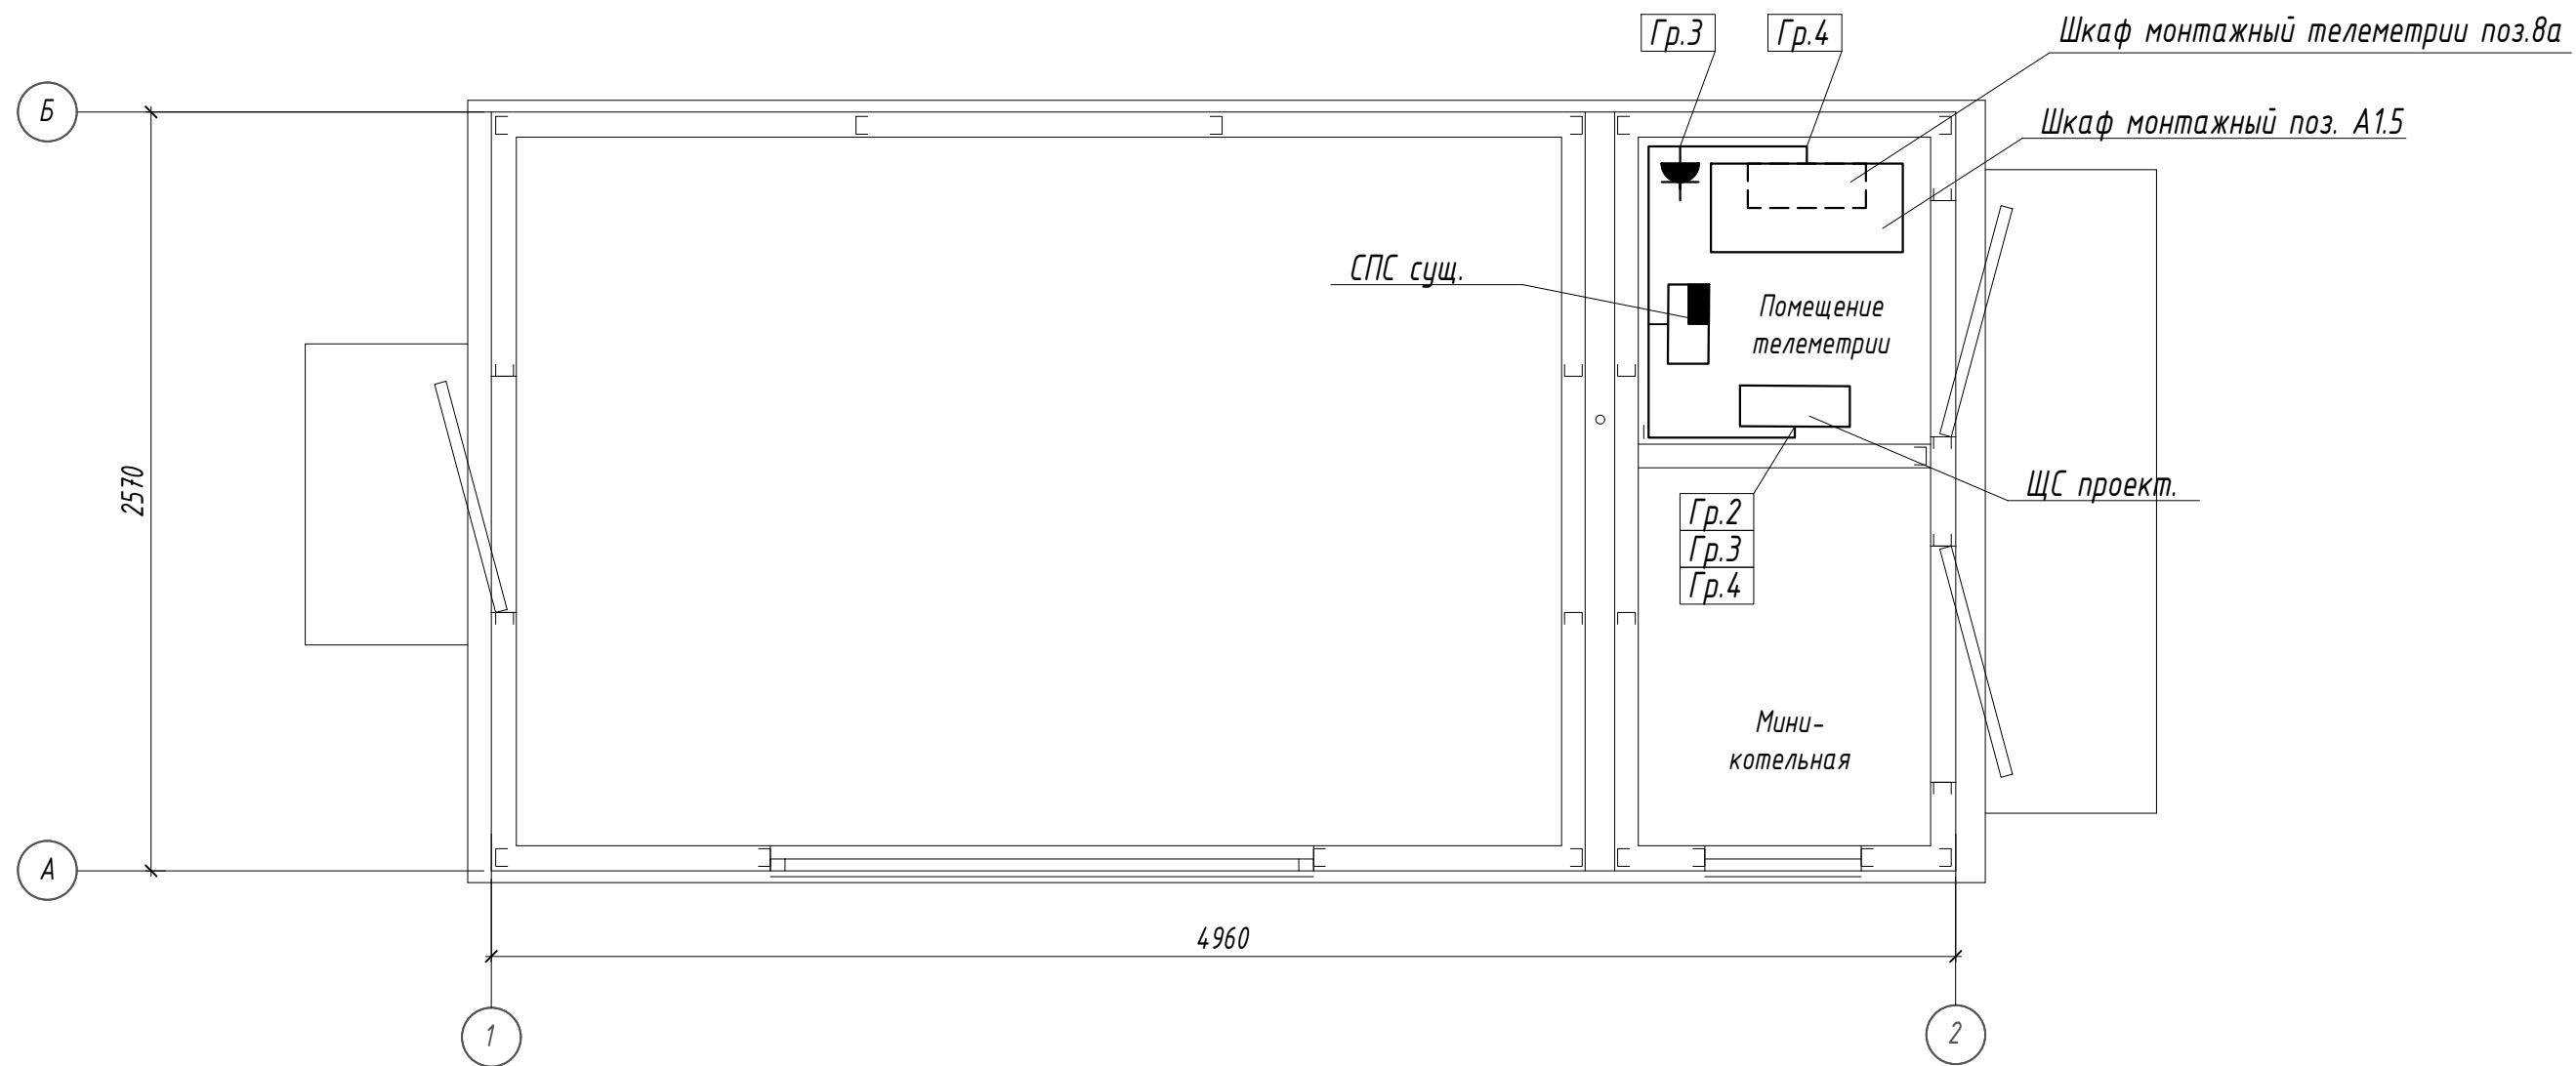 Гр.3
Гр.4
Шкаф монтажный телеметрии поз.8а
Б
Шкаф монтажный поз. А1.5
СПС сущ.
Помещение
телеметрии
2570
ЩС проект.
Гр.2
Гр.3
Гр.4
Мини-
котельная
А
4960
1
2